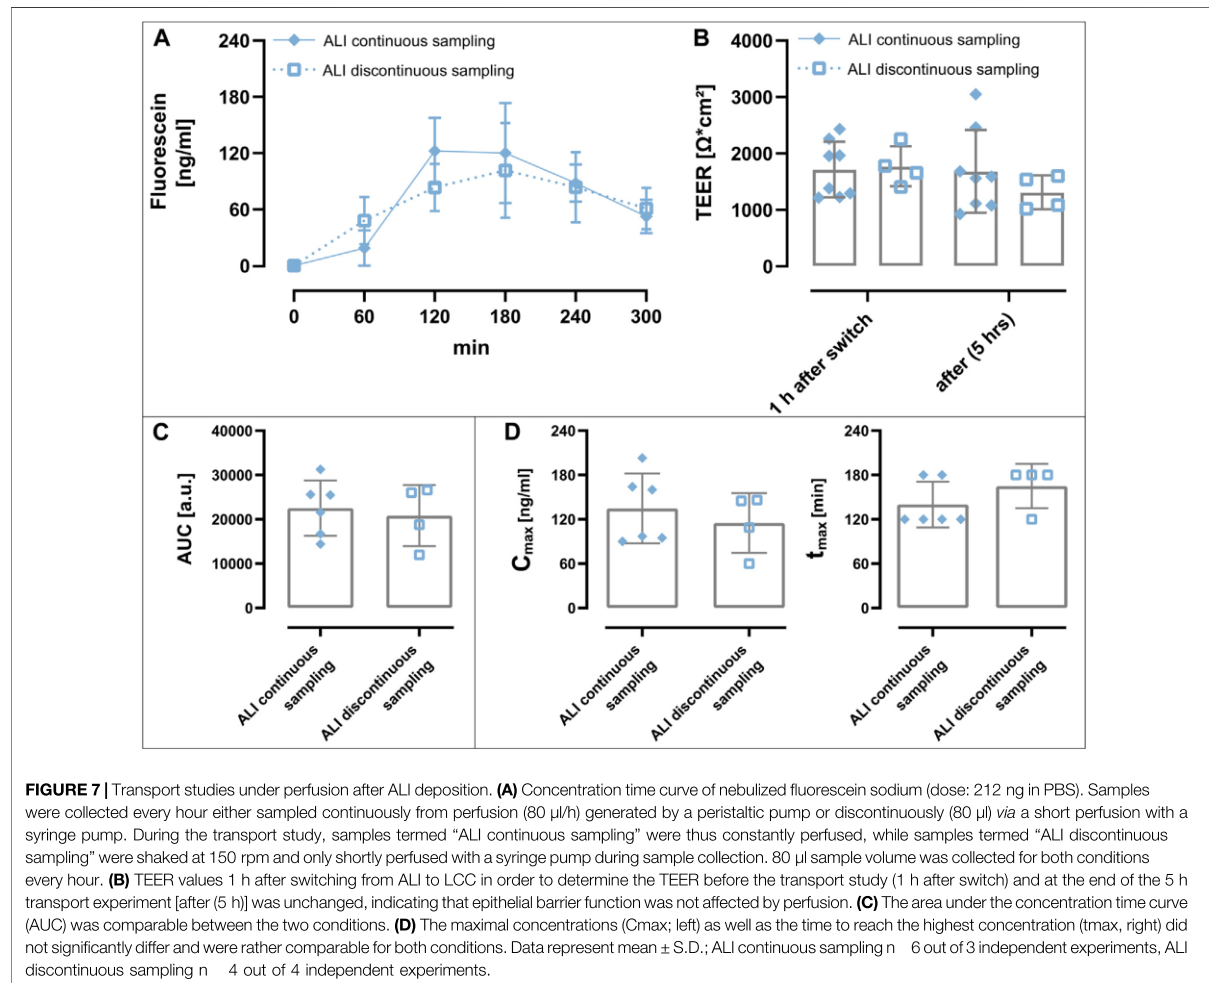 A
240
180
120
60
0
Fluorescein
[ng/ml]
ALI continuous sampling
ALI discontinuous sampling
0 60 120 180 240 300
min
B
4000
3000
2000
1000
0
TEER [Ω*cm²]
ALI continuous sampling
ALI discontinuous sampling
1 h after switch
after (5 hrs)
C
40000
30000
20000
10000
0
AUC [a.u.]
ALI continuous
sampling
ALI discontinuous
sampling
D
240
180
120
60
0
Cmax [ng/ml]
ALI continuous
sampling
ALI discontinuous
sampling
240
180
120
60
0
tmax [min]
ALI continuous
sampling
ALI discontinuous
sampling
FIGURE 7 | Transport studies under perfusion after ALI deposition. (A) Concentration time curve of nebulized fluorescein sodium (dose: 212 ng in PBS). Samples
were collected every hour either sampled continuously from perfusion (80 µl/h) generated by a peristaltic pump or discontinuously (80 µl) via a short perfusion with a
syringe pump. During the transport study, samples termed “ALI continuous sampling” were thus constantly perfused, while samples termed “ALI discontinuous
sampling” were shaked at 150 rpm and only shortly perfused with a syringe pump during sample collection. 80 µl sample volume was collected for both conditions
every hour. (B) TEER values 1 h after switching from ALI to LCC in order to determine the TEER before the transport study (1 h after switch) and at the end of the 5 h
transport experiment [after (5 h)] was unchanged, indicating that epithelial barrier function was not affected by perfusion. (C) The area under the concentration time curve
(AUC) was comparable between the two conditions. (D) The maximal concentrations (Cmax; left) as well as the time to reach the highest concentration (tmax, right) did
not significantly differ and were rather comparable for both conditions. Data represent mean ± S.D.; ALI continuous sampling n 6 out of 3 independent experiments, ALI
discontinuous sampling n 4 out of 4 independent experiments.